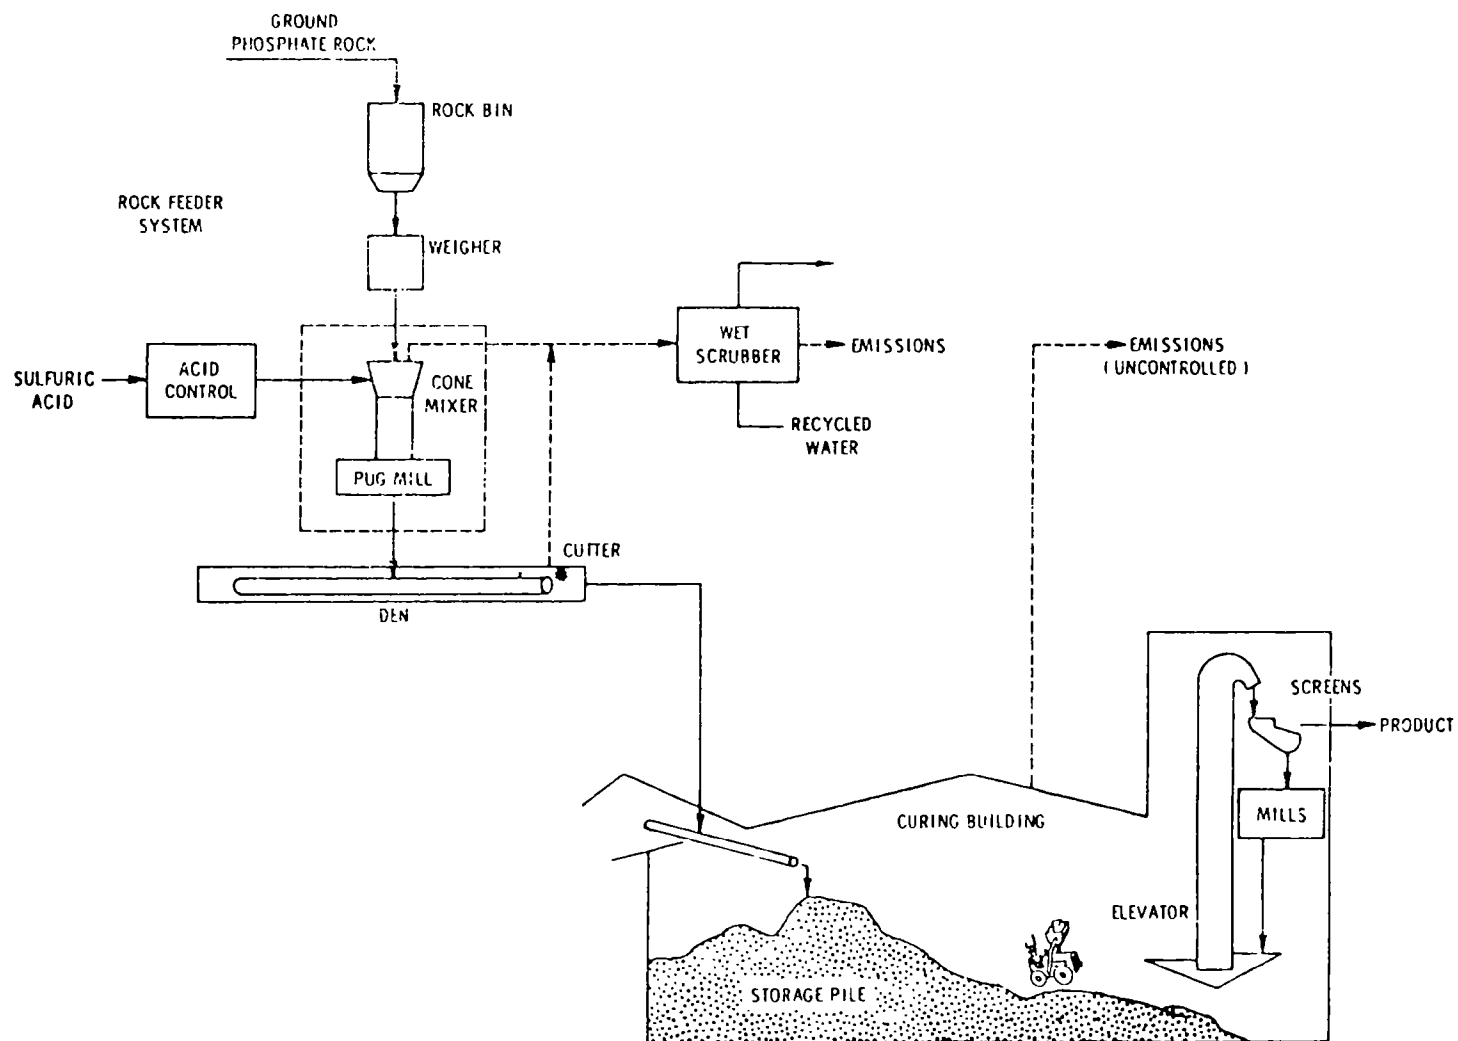 GROUND
PHOSPHATE ROCK
ROCK BIN
ROCK FEEDER
SYSTEM
WEIGHER
SULFURIC
ACID
ACID
CONTROL
CONE
MIXER
PUG MILL
WET
SCRUBBER
EMISSIONS
RECYCLED
WATER
EMISSIONS
( UNCONTROLLED )
CUTTER
DEN
SCREENS
PRODUCT
MILLS
CURING BUILDING
ELEVATOR
STORAGE PILE